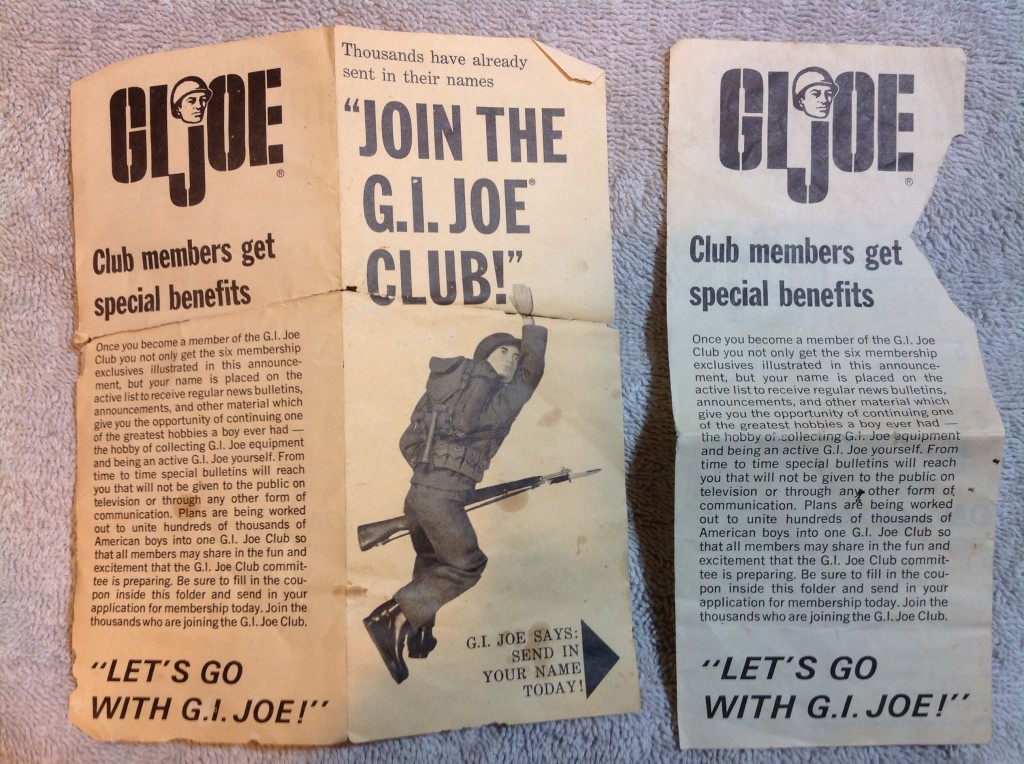 GIJOE®
Club members get
special benefits
Once you become a member of the G.I. Joe
Club you not only get the six membership
exclusives illustrated in this announce-
ment, but your name is placed on the
active list to receive regular news bulletins,
announcements, and other material which
give you the opportunity of continuing one
of the greatest hobbies a boy ever had —
the hobby of collecting G.I. Joe equipment
and being an active G.I. Joe yourself. From
time to time special bulletins will reach
you that will not be given to the public on
television or through any other form of
communication. Plans are being worked
out to unite hundreds of thousands of
American boys into one G.I. Joe Club so
that all members may share in the fun and
excitement that the G.I. Joe Club commit-
tee is preparing. Be sure to fill in the cou-
pon inside this folder and send in your
application for membership today. Join the
thousands who are joining the G.I. Joe Club.
"LET'S GO
WITH G.I. JOE!"
Thousands have already
sent in their names
"JOIN THE
G.I. JOE®
CLUB!"
G.I. JOE SAYS:
SEND IN
YOUR NAME
TODAY!
GIJOE®
Club members get
special benefits
Once you become a member of the G.I. Joe
Club you not only get the six membership
exclusives illustrated in this announce-
ment, but your name is placed on the
active list to receive regular news bulletins,
announcements, and other material which
give you the opportunity of continuing one
of the greatest hobbies a boy ever had —
the hobby of collecting G.I. Joe equipment
and being an active G.I. Joe yourself. From
time to time special bulletins will reach
you that will not be given to the public on
television or through any other form of
communication. Plans are being worked
out to unite hundreds of thousands of
American boys into one G.I. Joe Club so
that all members may share in the fun and
excitement that the G.I. Joe Club commit-
tee is preparing. Be sure to fill in the cou-
pon inside this folder and send in your
application for membership today. Join the
thousands who are joining the G.I. Joe Club.
"LET'S GO
WITH G.I. JOE!"